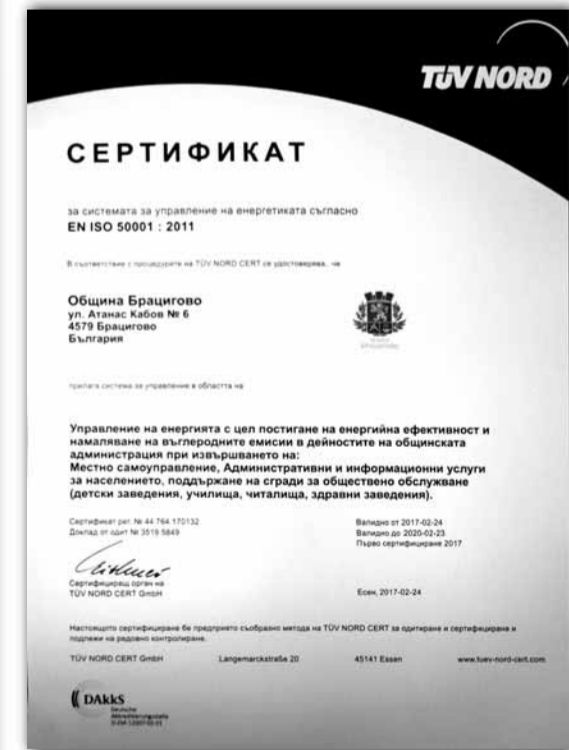 TÜV NORD
СЕРТИФИКАТ
за системата за управление на енергетиката съгласно
EN ISO 50001 : 2011
В съответствие с процедурите на TÜV NORD CERT се удостоверява, че
Община Брацигово
ул. Атанас Кабов № 6
4579 Брацигово
България
прилага система за управление в областта на
Управление на енергията с цел постигане на енергийна ефективност и
намаляване на въглеродните емисии в дейностите на общинската
администрация при извършването на:
Местно самоуправление, Административни и информационни услуги
за населението, поддържане на сгради за обществено обслужване
(детски заведения, училища, читалища, здравни заведения).
Сертификат рег. № 44 764 170132
Доклад от одит № 3519 5849
Валидно от 2017-02-24
Валидно до 2020-02-23
Първо сертифициране 2017
Сертифициращ орган на
TÜV NORD CERT GmbH
Есен, 2017-02-24
Настоящото сертифициране бе предприето съобразно метода на TÜV NORD CERT за одитиране и сертифициране и
подлежи на редовно контролиране.
TÜV NORD CERT GmbH Langemarckstraße 20 45141 Essen www.tuev-nord-cert.com
DAkkS
Deutsche
Akkreditierungsstelle